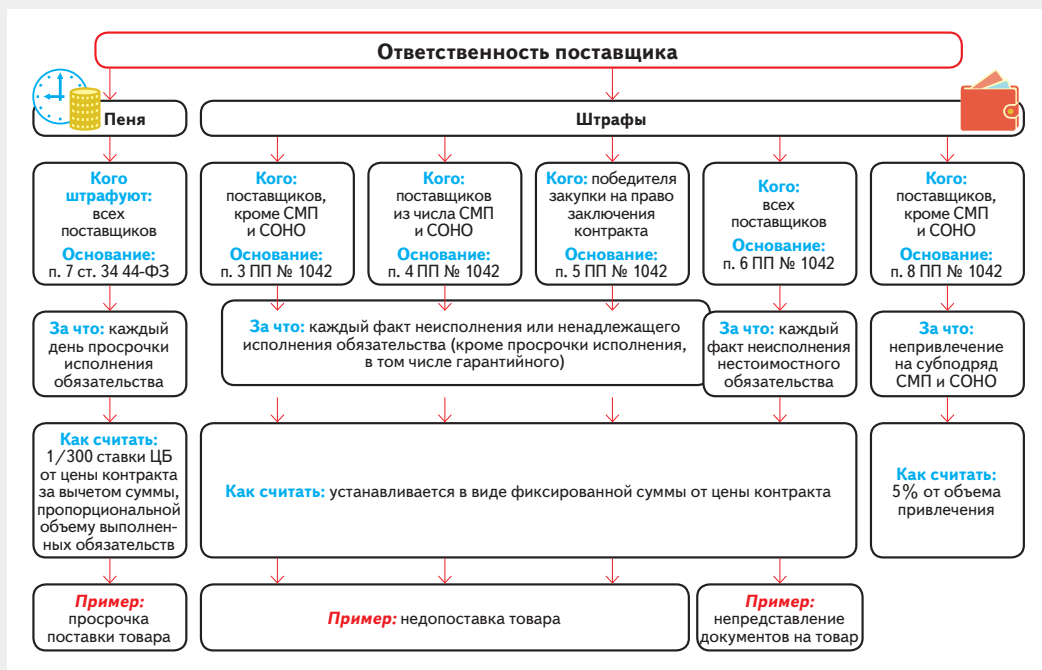 Ответственность поставщика
Пеня
Штрафы
Кого
штрафуют:
всех
поставщиков
Основание:
п. 7 ст. 34 44-ФЗ
Кого:
поставщиков,
кроме СМП
и СОНО
Основание:
п. 3 ПП № 1042
Кого:
поставщиков
из числа СМП
и СОНО
Основание:
п. 4 ПП № 1042
Кого: победителя
закупки на право
заключения
контракта
Основание:
п. 5 ПП № 1042
Кого:
всех
поставщиков
Основание:
п. 6 ПП № 1042
Кого:
поставщиков,
кроме СМП
и СОНО
Основание:
п. 8 ПП № 1042
За что: каждый
день просрочки
исполнения
обязательства
За что: каждый факт неисполнения или ненадлежащего
исполнения обязательства (кроме просрочки исполнения,
в том числе гарантийного)
За что: каждый
факт неисполнения
нестоимостного
обязательства
За что:
непривлечение
на субподряд
СМП и СОНО
Как считать:
1/300 ставки ЦБ
от цены контракта
за вычетом суммы,
пропорциональной
объему выполнен-
ных обязательств
Как считать: устанавливается в виде фиксированной суммы от цены контракта
Как считать:
5% от объема
привлечения
Пример:
просрочка
поставки товара
Пример: недопоставка товара
Пример:
непредставление
документов на товар